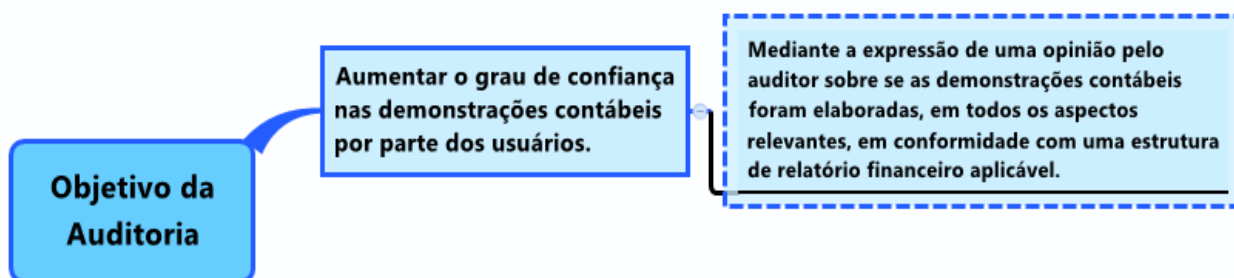 Objetivo da
Auditoria
Aumentar o grau de confiança
nas demonstrações contábeis
por parte dos usuários.
Mediante a expressão de uma opinião pelo
auditor sobre se as demonstrações contábeis
foram elaboradas, em todos os aspectos
relevantes, em conformidade com uma estrutura
de relatório financeiro aplicável.